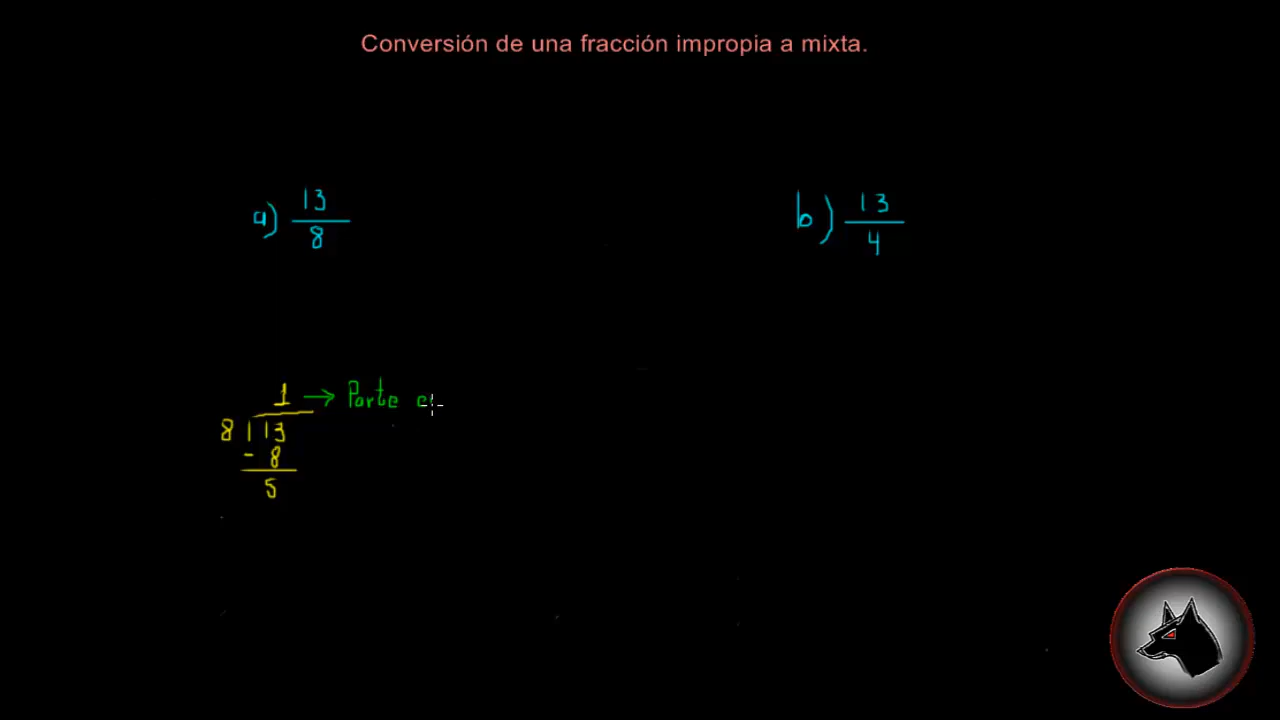 Conversión de una fracción impropia a mixta.
a) 13
8
b) 13
4
1 → Parte
8 13
- 8
5